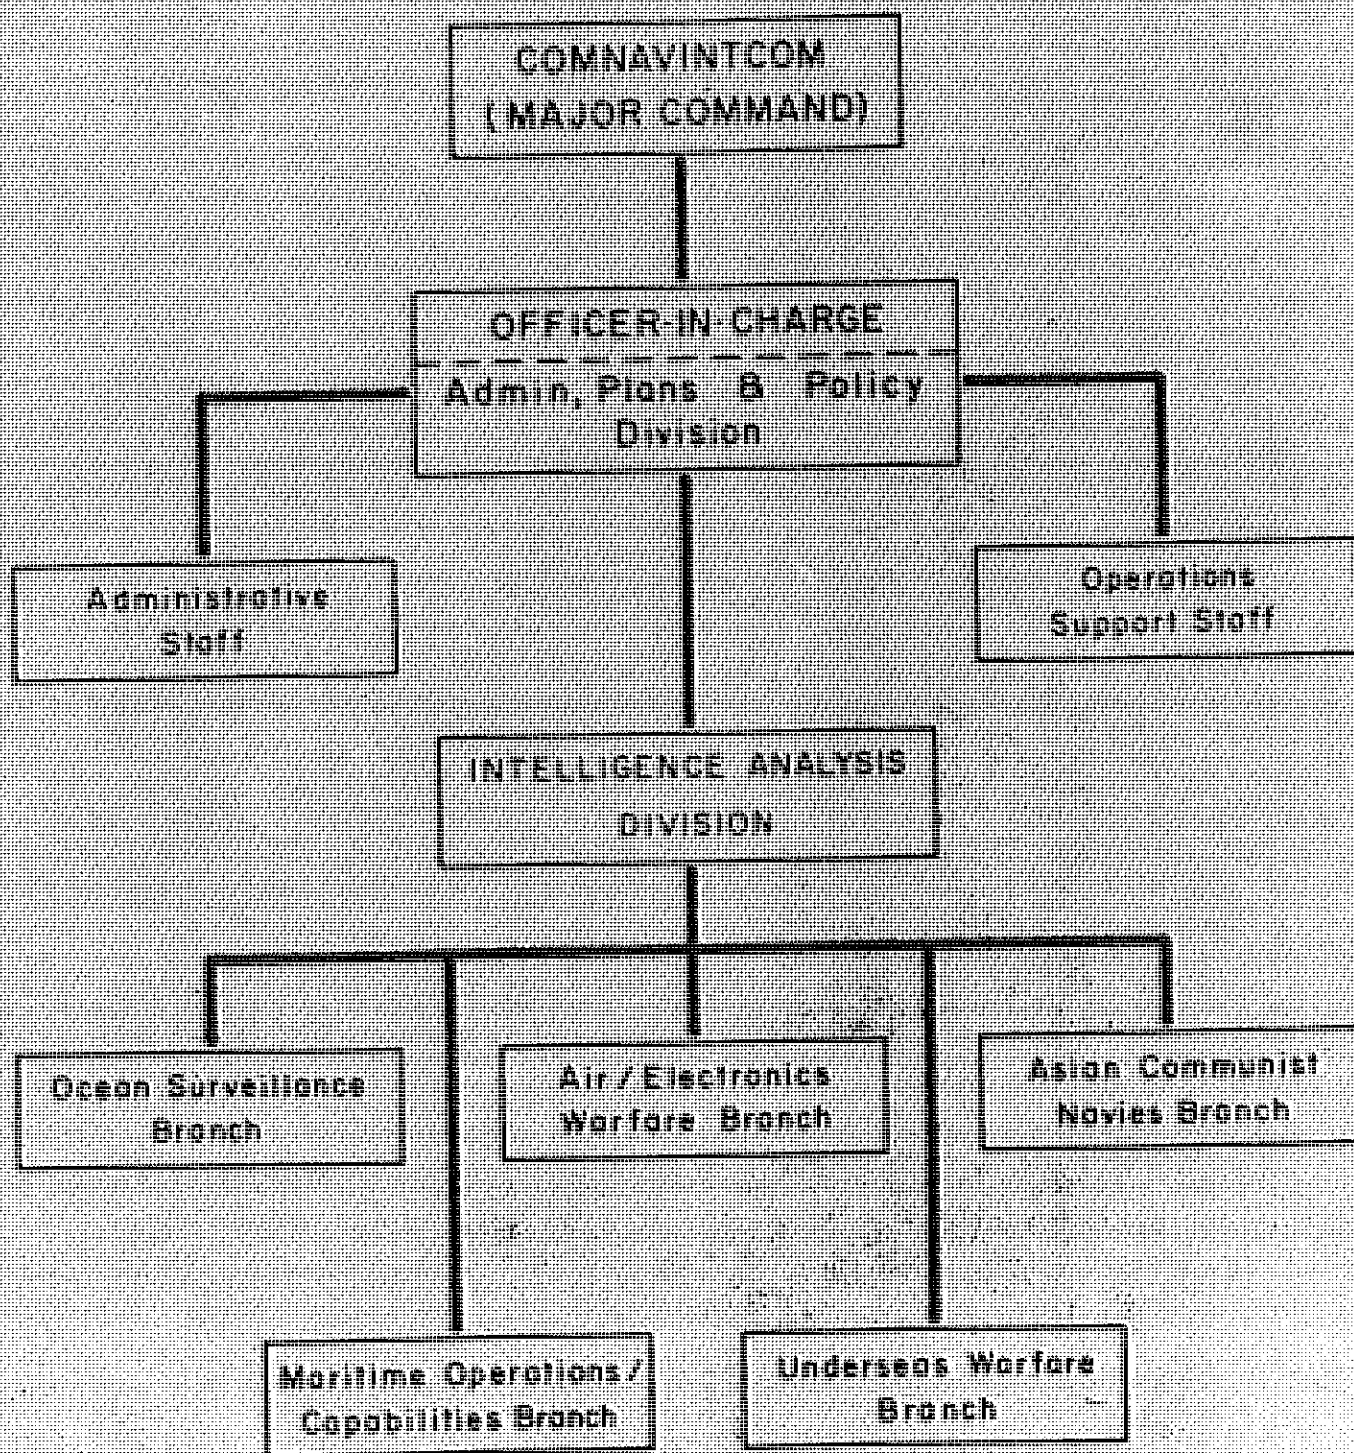 COMNAVINTCOM
(MAJOR COMMAND)
OFFICER-IN-CHARGE
Admin, Plans & Policy
Division
Administrative
Staff
Operations
Support Staff
INTELLIGENCE ANALYSIS
DIVISION
Ocean Surveillance
Branch
Air / Electronics
Warfare Branch
Asian Communist
Navies Branch
Maritime Operations /
Capabilities Branch
Underseas Warfare
Branch